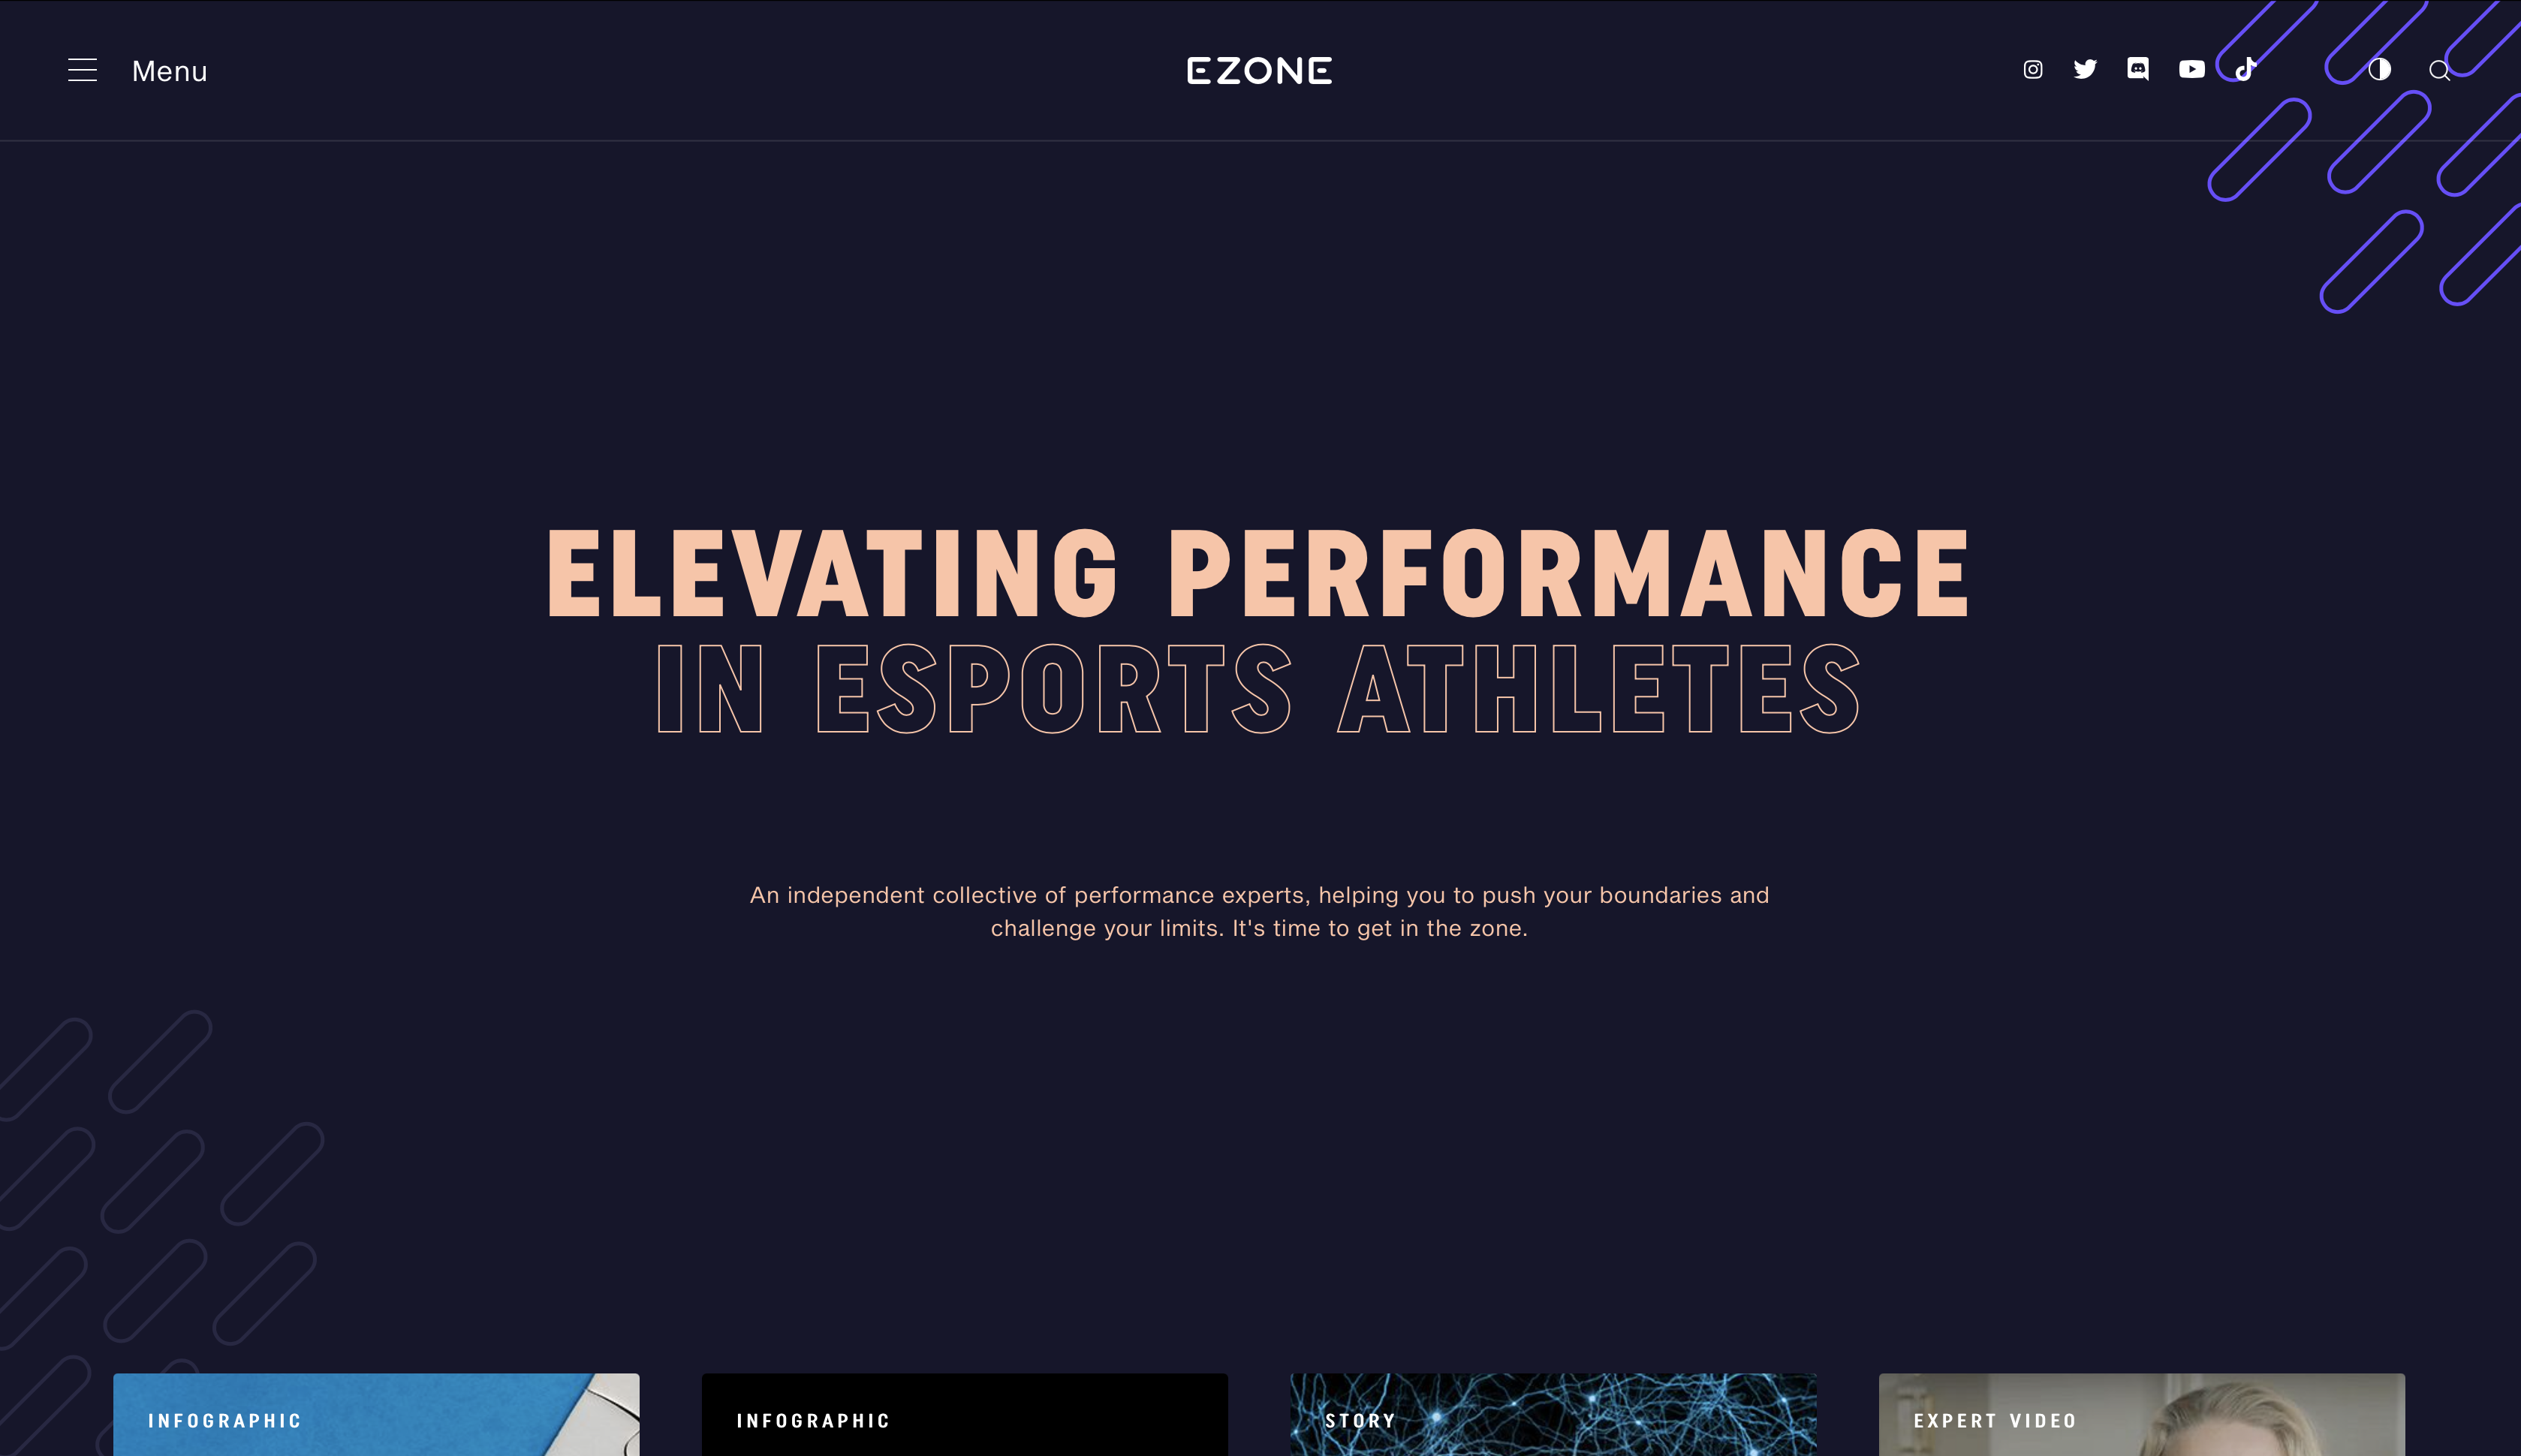 Menu
EZONE
ELEVATING PERFORMANCE
IN ESPORTS ATHLETES
An independent collective of performance experts, helping you to push your boundaries and
challenge your limits. It's time to get in the zone.
INFOGRAPHIC
INFOGRAPHIC
STORY
EXPERT VIDEO